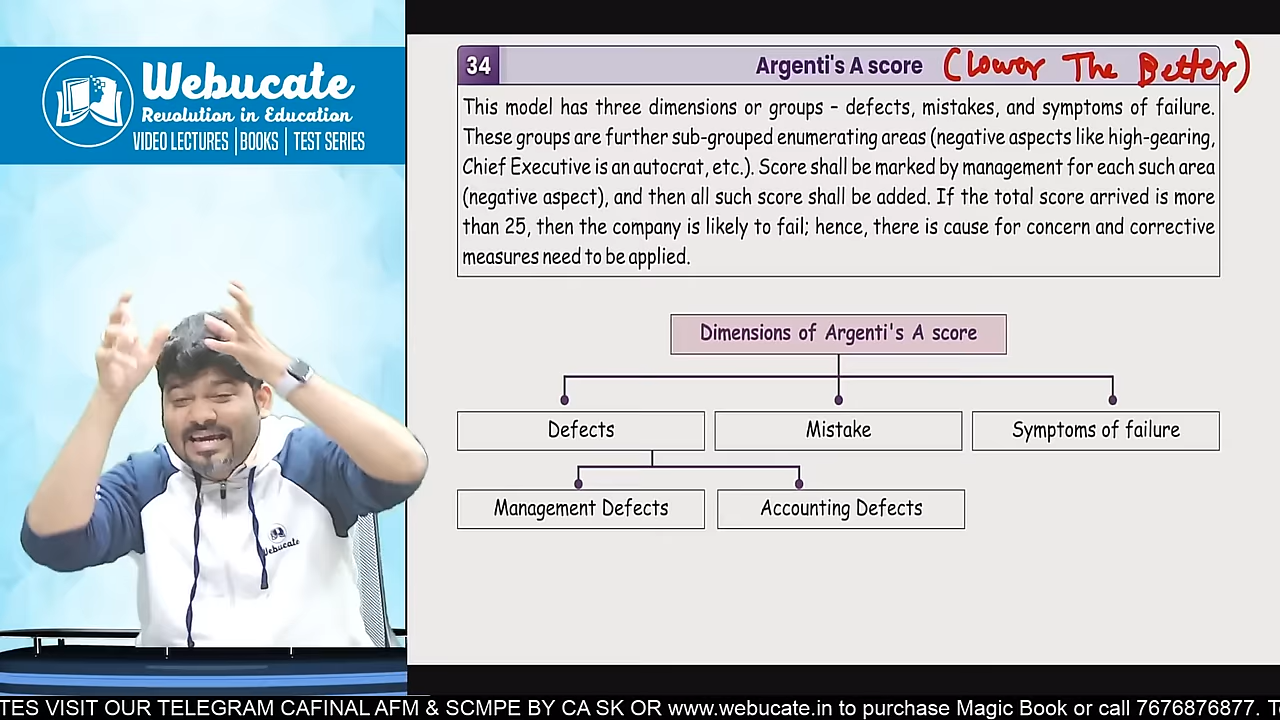 Webucate
Revolution in Education
VIDEO LECTURES | BOOKS | TEST SERIES
34 Argenti's A score (Lower The Better)
This model has three dimensions or groups – defects, mistakes, and symptoms of failure.
These groups are further sub-grouped enumerating areas (negative aspects like high-gearing,
Chief Executive is an autocrat, etc.). Score shall be marked by management for each such area
(negative aspect), and then all such score shall be added. If the total score arrived is more
than 25, then the company is likely to fail; hence, there is cause for concern and corrective
measures need to be applied.
Dimensions of Argenti's A score
Defects Mistake Symptoms of failure
Management Defects Accounting Defects
Webucate
TES VISIT OUR TELEGRAM CAFINAL AFM & SCMPE BY CA SK OR www.webucate.in to purchase Magic Book or call 7676876877. T